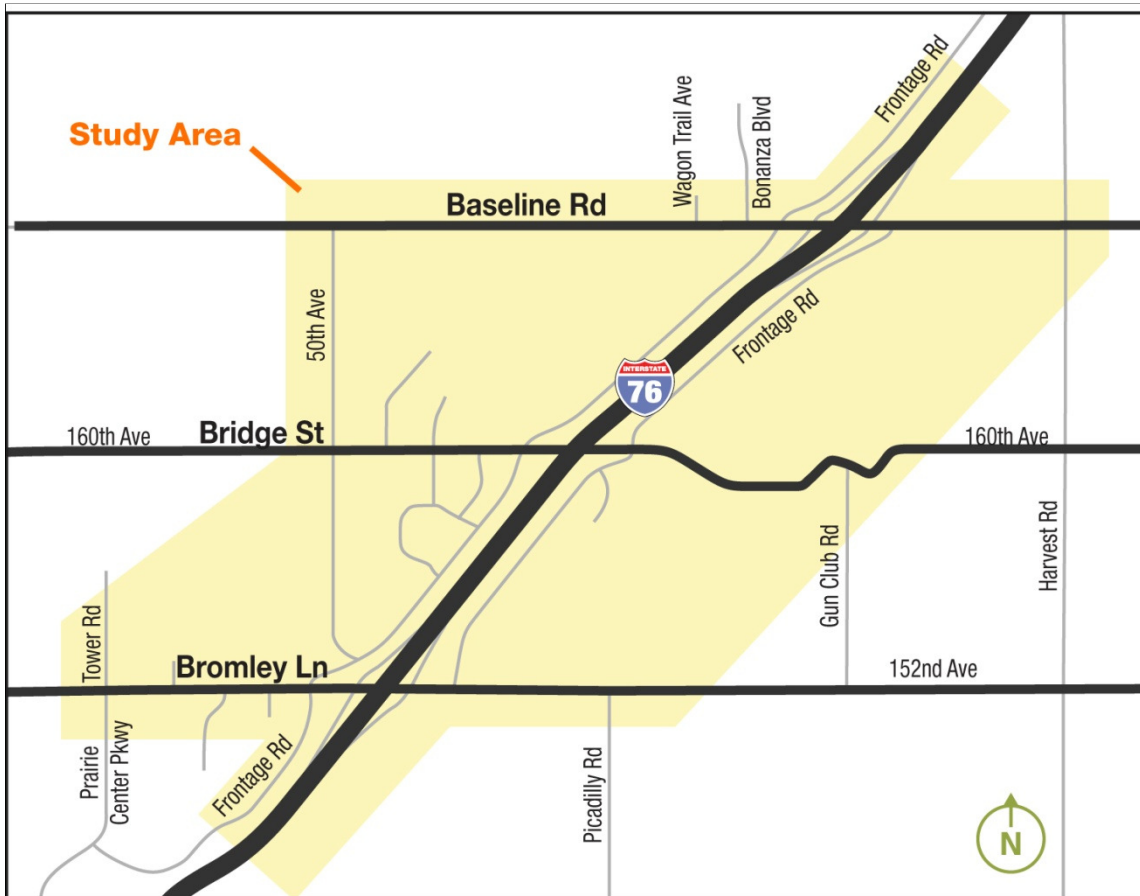 Frontage Rd
Study Area
Wagon Trail Ave
Bonanza Blvd
Baseline Rd
50th Ave
Frontage Rd
INTERSTATE
76
160th Ave
Bridge St
160th Ave
Gun Club Rd
Harvest Rd
Tower Rd
Bromley Ln
152nd Ave
Prairie
Center Pkwy
Frontage Rd
Picadilly Rd
N